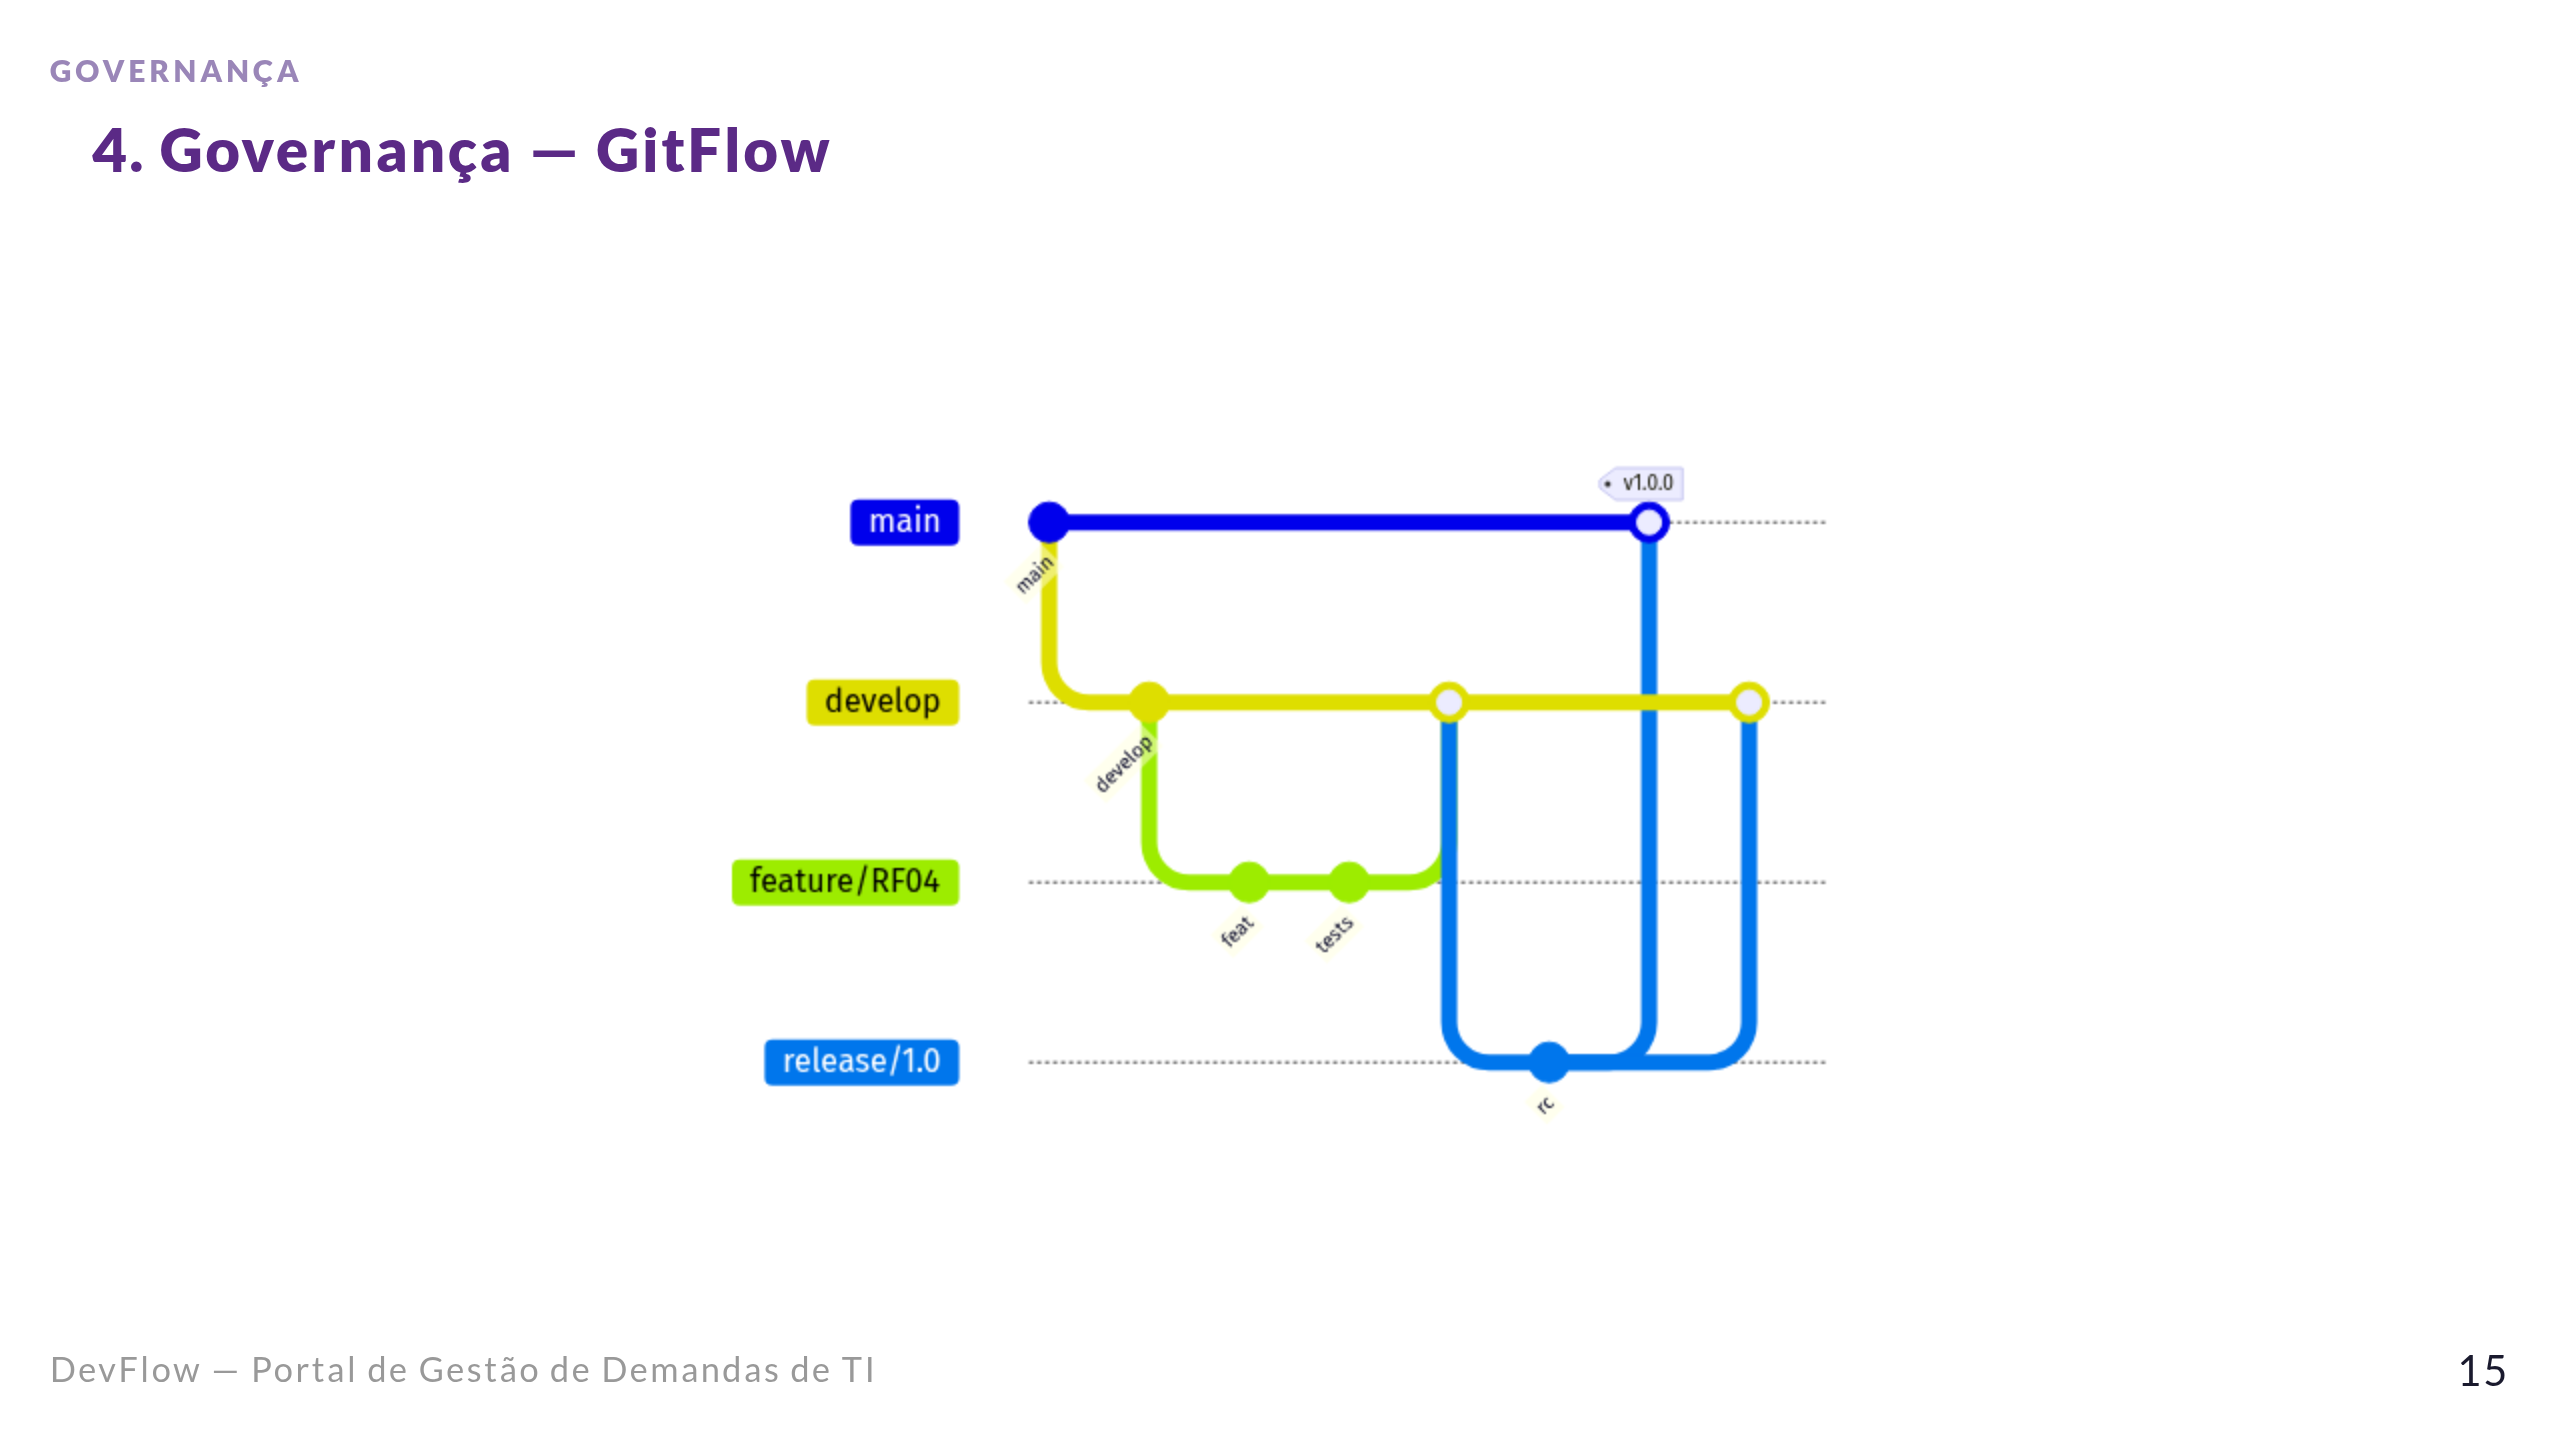 GOVERNANÇA
4. Governança — GitFlow
v1.0.0
main
main
develop
develop
feature/RF04
feat
tests
release/1.0
rc
DevFlow — Portal de Gestão de Demandas de TI
15